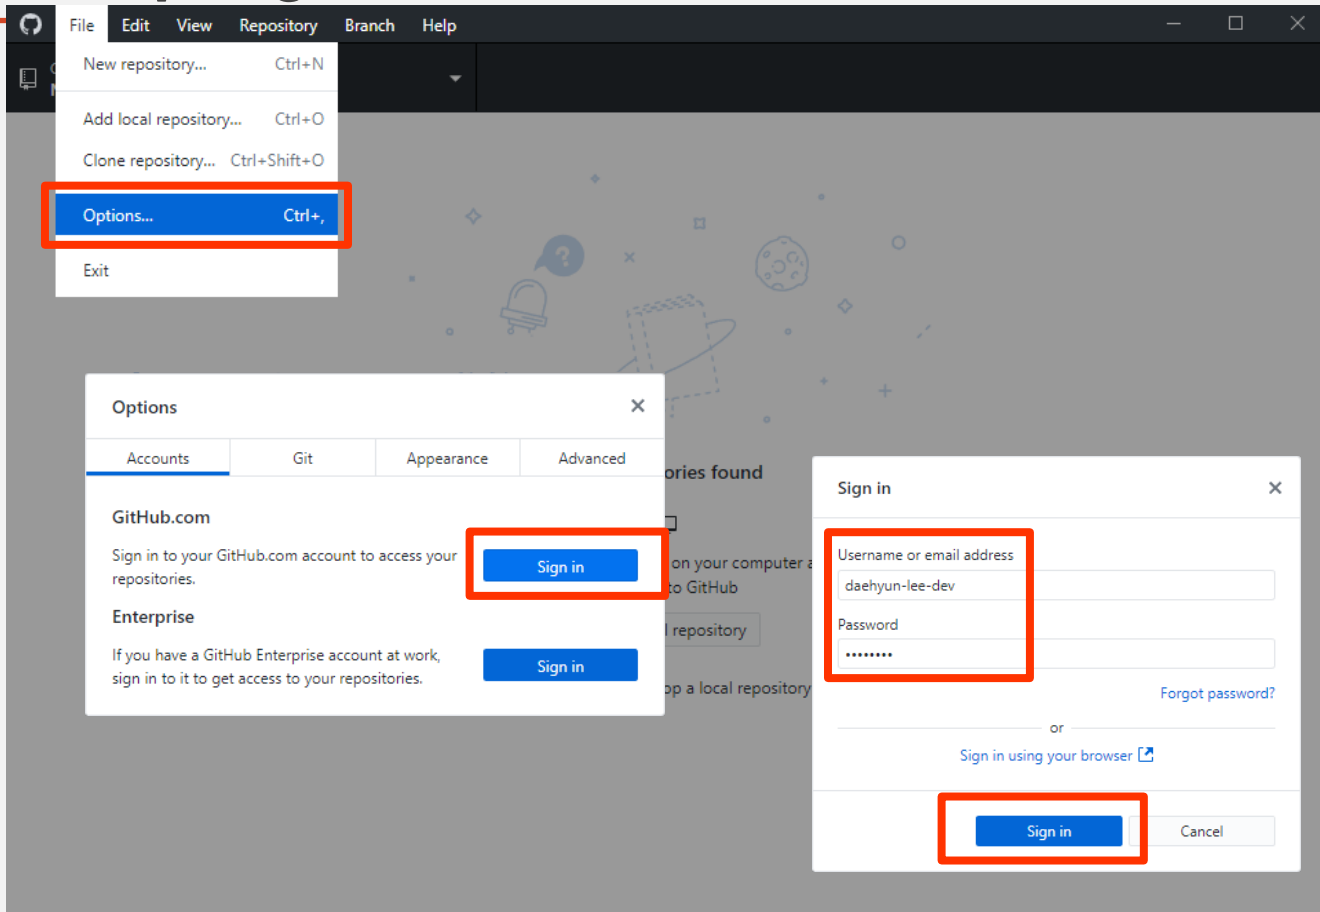 File Edit View Repository Branch Help
New repository... Ctrl+N
Add local repository... Ctrl+O
Clone repository... Ctrl+Shift+O
Options... Ctrl+,
Exit
Options
Accounts Git Appearance Advanced
GitHub.com
Sign in to your GitHub.com account to access your
repositories.
Sign in
Enterprise
If you have a GitHub Enterprise account at work,
sign in to it to get access to your repositories.
Sign in
ories found
on your computer a
to GitHub
repository
op a local repository
Sign in
Username or email address
daehyun-lee-dev
Password
••••••••
Forgot password?
or
Sign in using your browser
Sign in Cancel